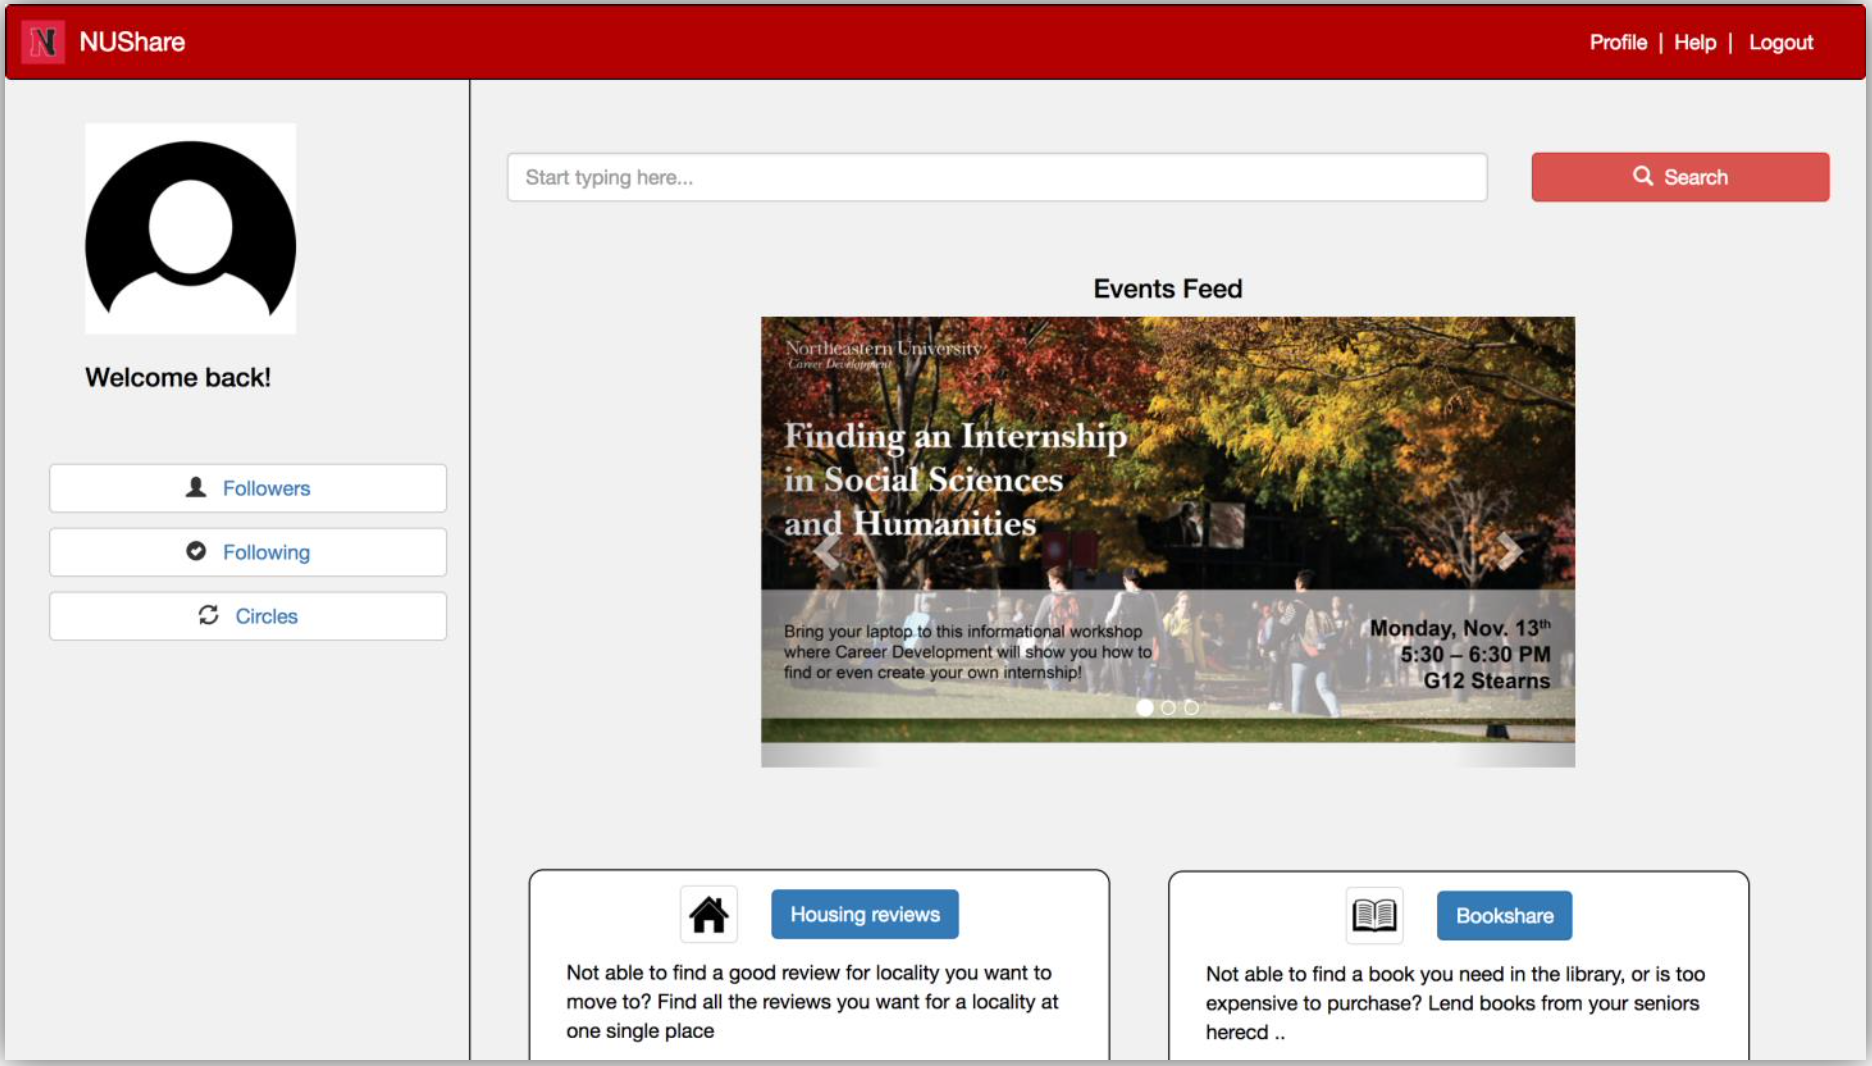 N NUShare
Profile | Help | Logout
Start typing here...
Search
Welcome back!
Followers
Following
Circles
Events Feed
Northeastern University
Career Development
Finding an Internship
in Social Sciences
and Humanities
Bring your laptop to this informational workshop
where Career Development will show you how to
find or even create your own internship!
Monday, Nov. 13th
5:30 – 6:30 PM
G12 Stearns
Housing reviews
Not able to find a good review for locality you want to
move to? Find all the reviews you want for a locality at
one single place
Bookshare
Not able to find a book you need in the library, or is too
expensive to purchase? Lend books from your seniors
herecd ..